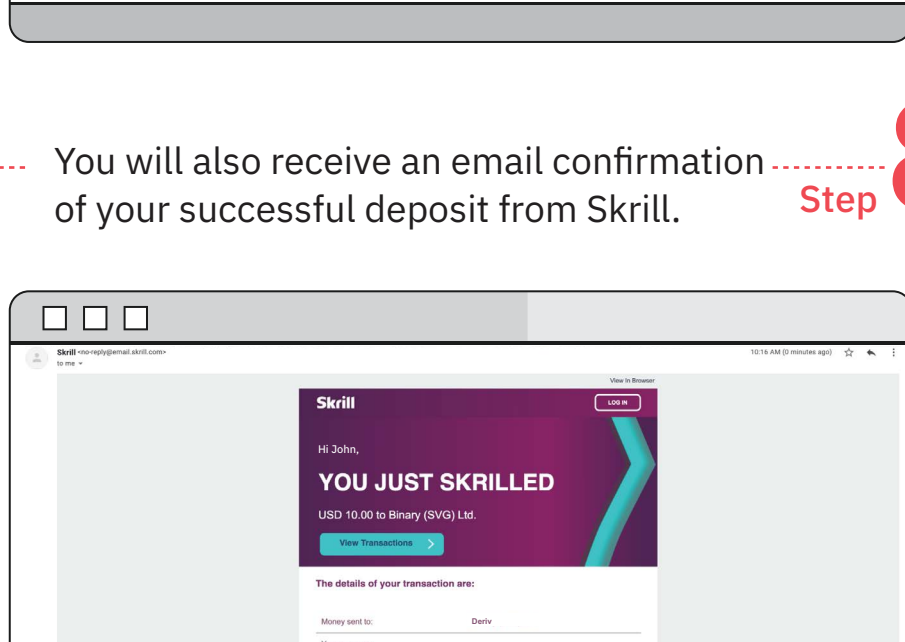 You will also receive an email confirmation
of your successful deposit from Skrill.
Step
Skrill <no-reply@email.skrill.com>
10:16 AM (0 minutes ago)
to me
View In Browser
Skrill
LOG IN
Hi John,
YOU JUST SKRILLED
USD 10.00 to Binary (SVG) Ltd.
View Transactions
The details of your transaction are:
Money sent to: Deriv